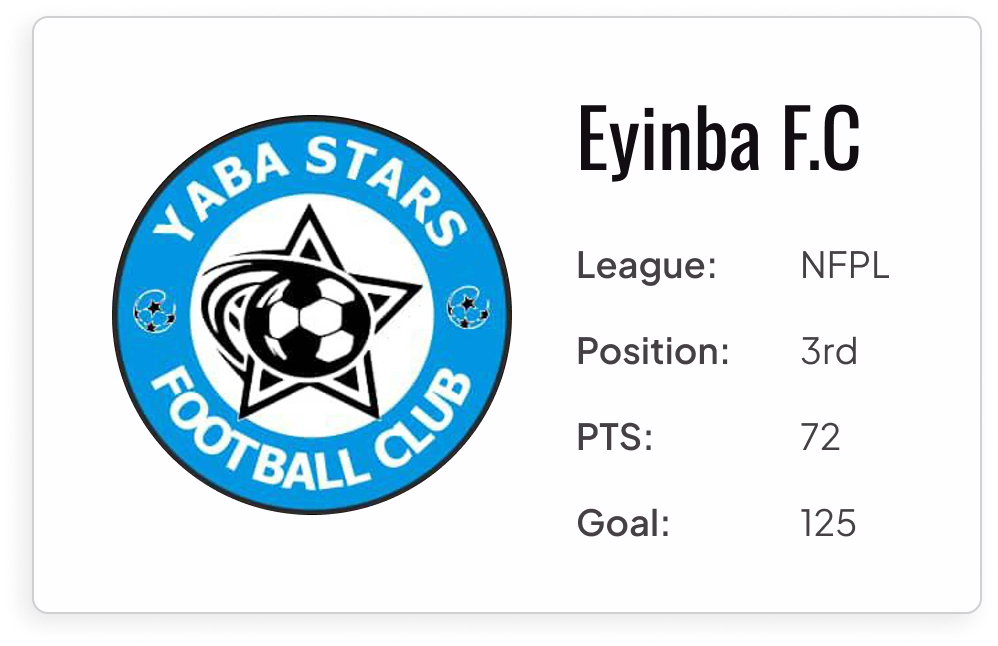 YABA STARS
FOOTBALL CLUB
Eyinba F.C
League: NFPL
Position: 3rd
PTS: 72
Goal: 125